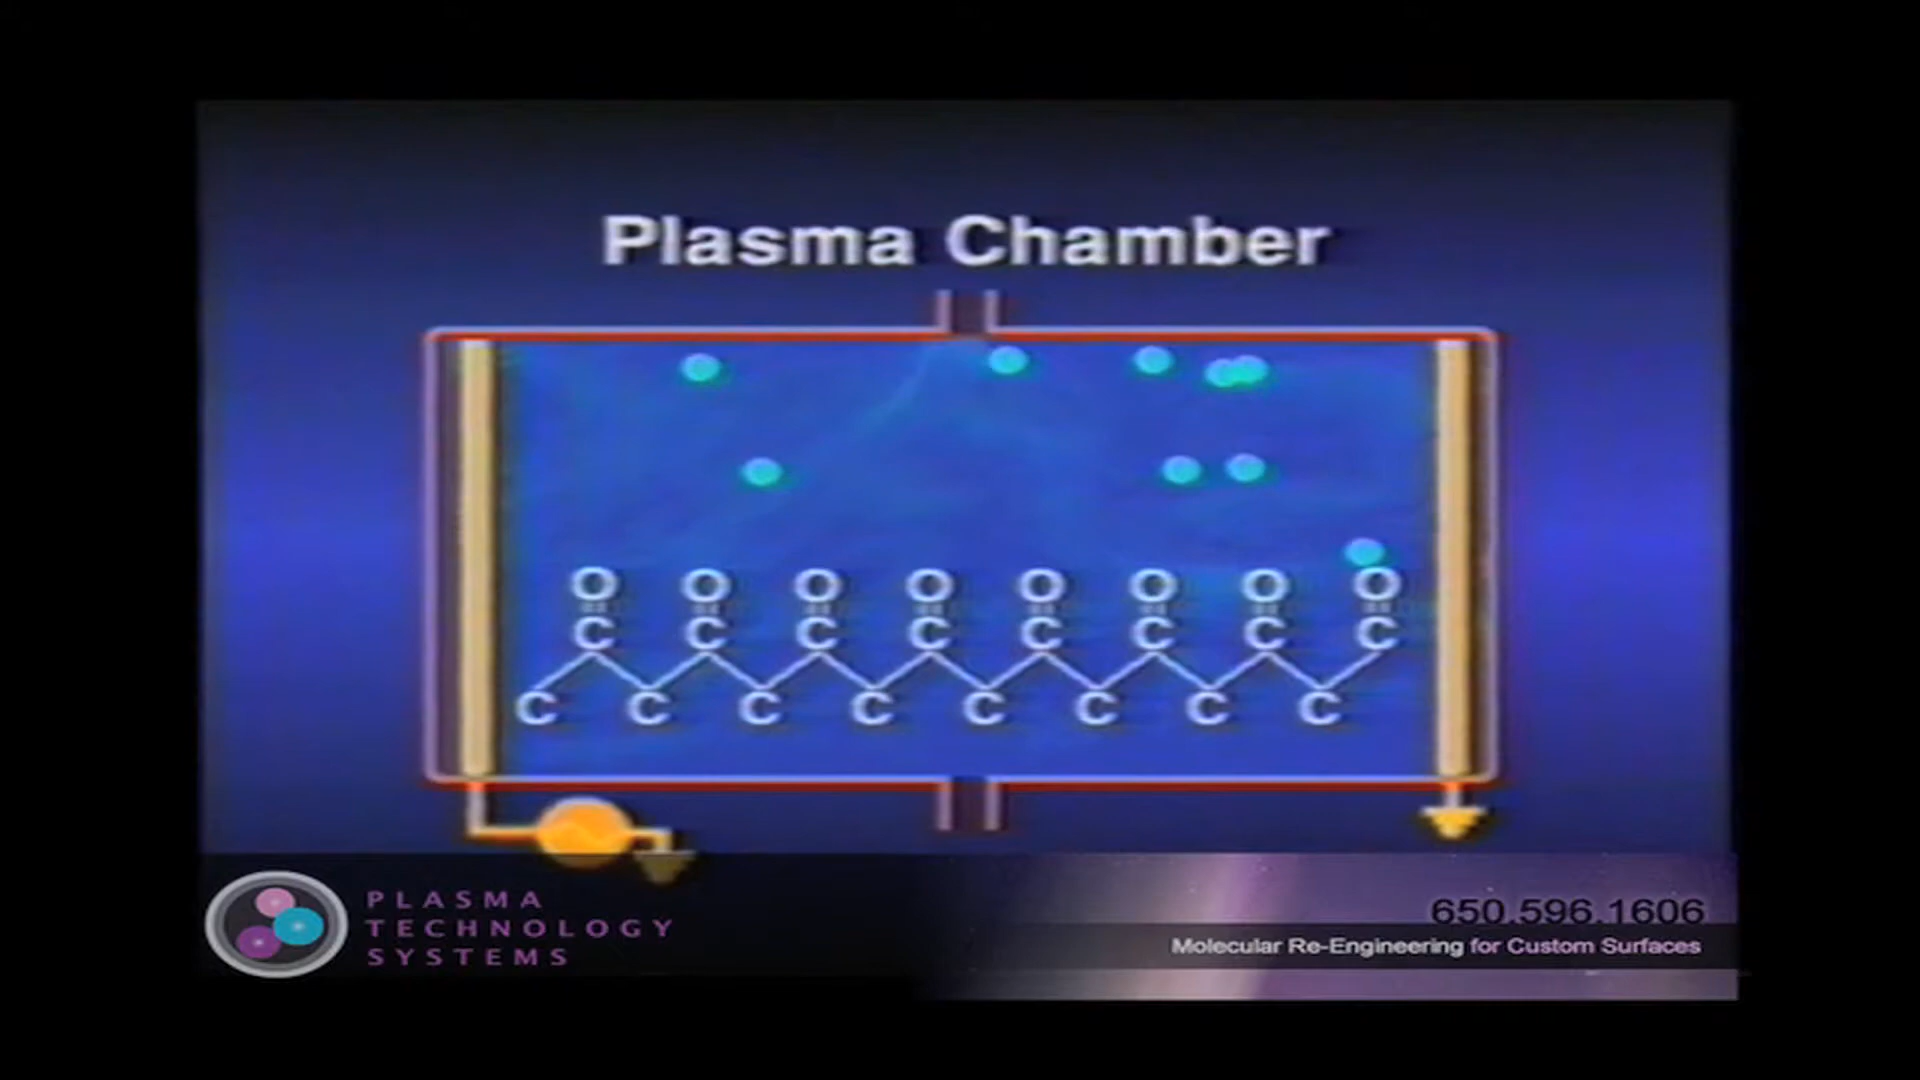 Plasma Chamber
O O O O O O O O
C C C C C C C C
C C C C C C C C
PLASMA
TECHNOLOGY
SYSTEMS
650.596.1606
Molecular Re-Engineering for Custom Surfaces